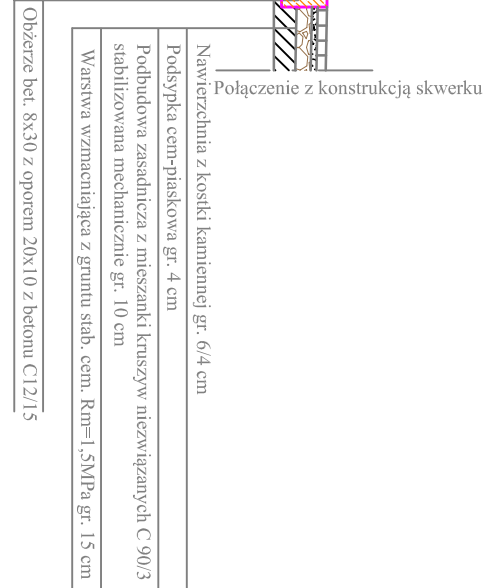 Połączenie z konstrukcją skwerku
Nawierzchnia z kostki kamiennej gr. 6/4 cm
Podsypka cem-piaskowa gr. 4 cm
Podbudowa zasadnicza z mieszanki kruszyw niezwiązanych C 90/3
stabilizowana mechanicznie gr. 10 cm
Warstwa wzmacniająca z gruntu stab. cem. Rm=1,5MPa gr. 15 cm
Obżerze bet. 8x30 z oporem 20x10 z betonu C12/15